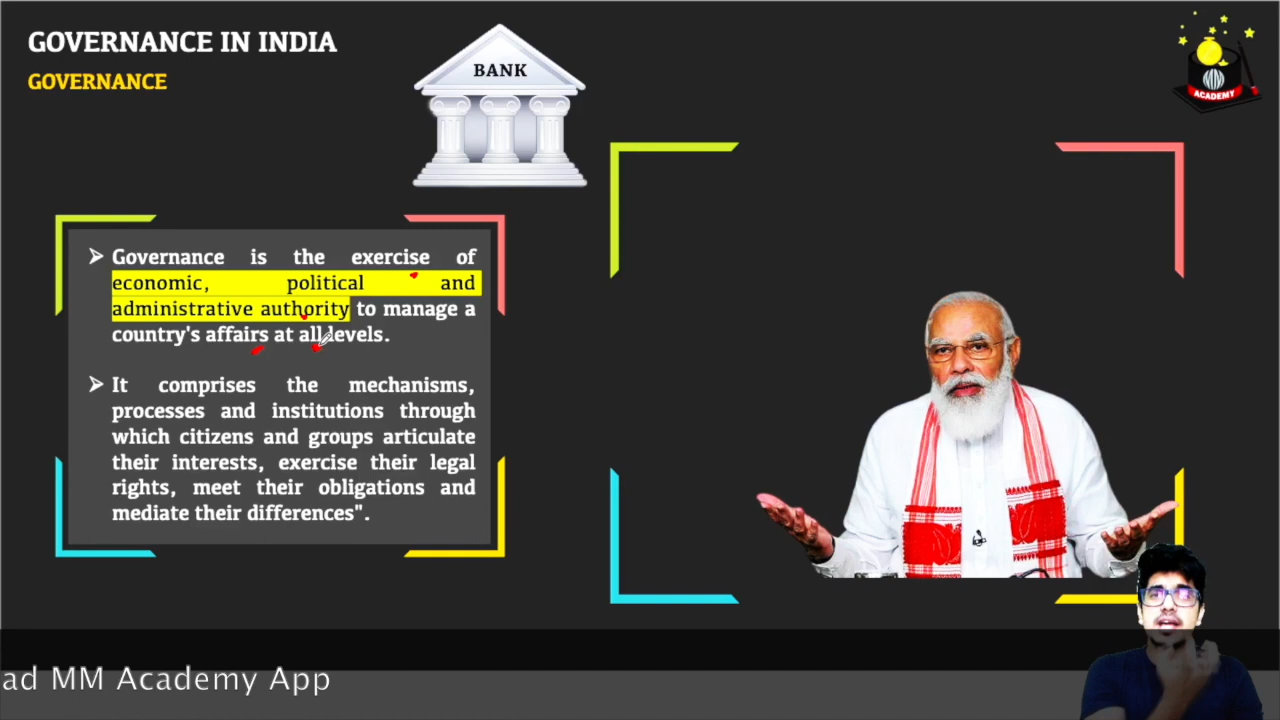 GOVERNANCE IN INDIA
GOVERNANCE
BANK
ACADEMY
➢ Governance is the exercise of
economic, political and
administrative authority to manage a
country's affairs at all levels.
➢ It comprises the mechanisms,
processes and institutions through
which citizens and groups articulate
their interests, exercise their legal
rights, meet their obligations and
mediate their differences".
ad MM Academy App